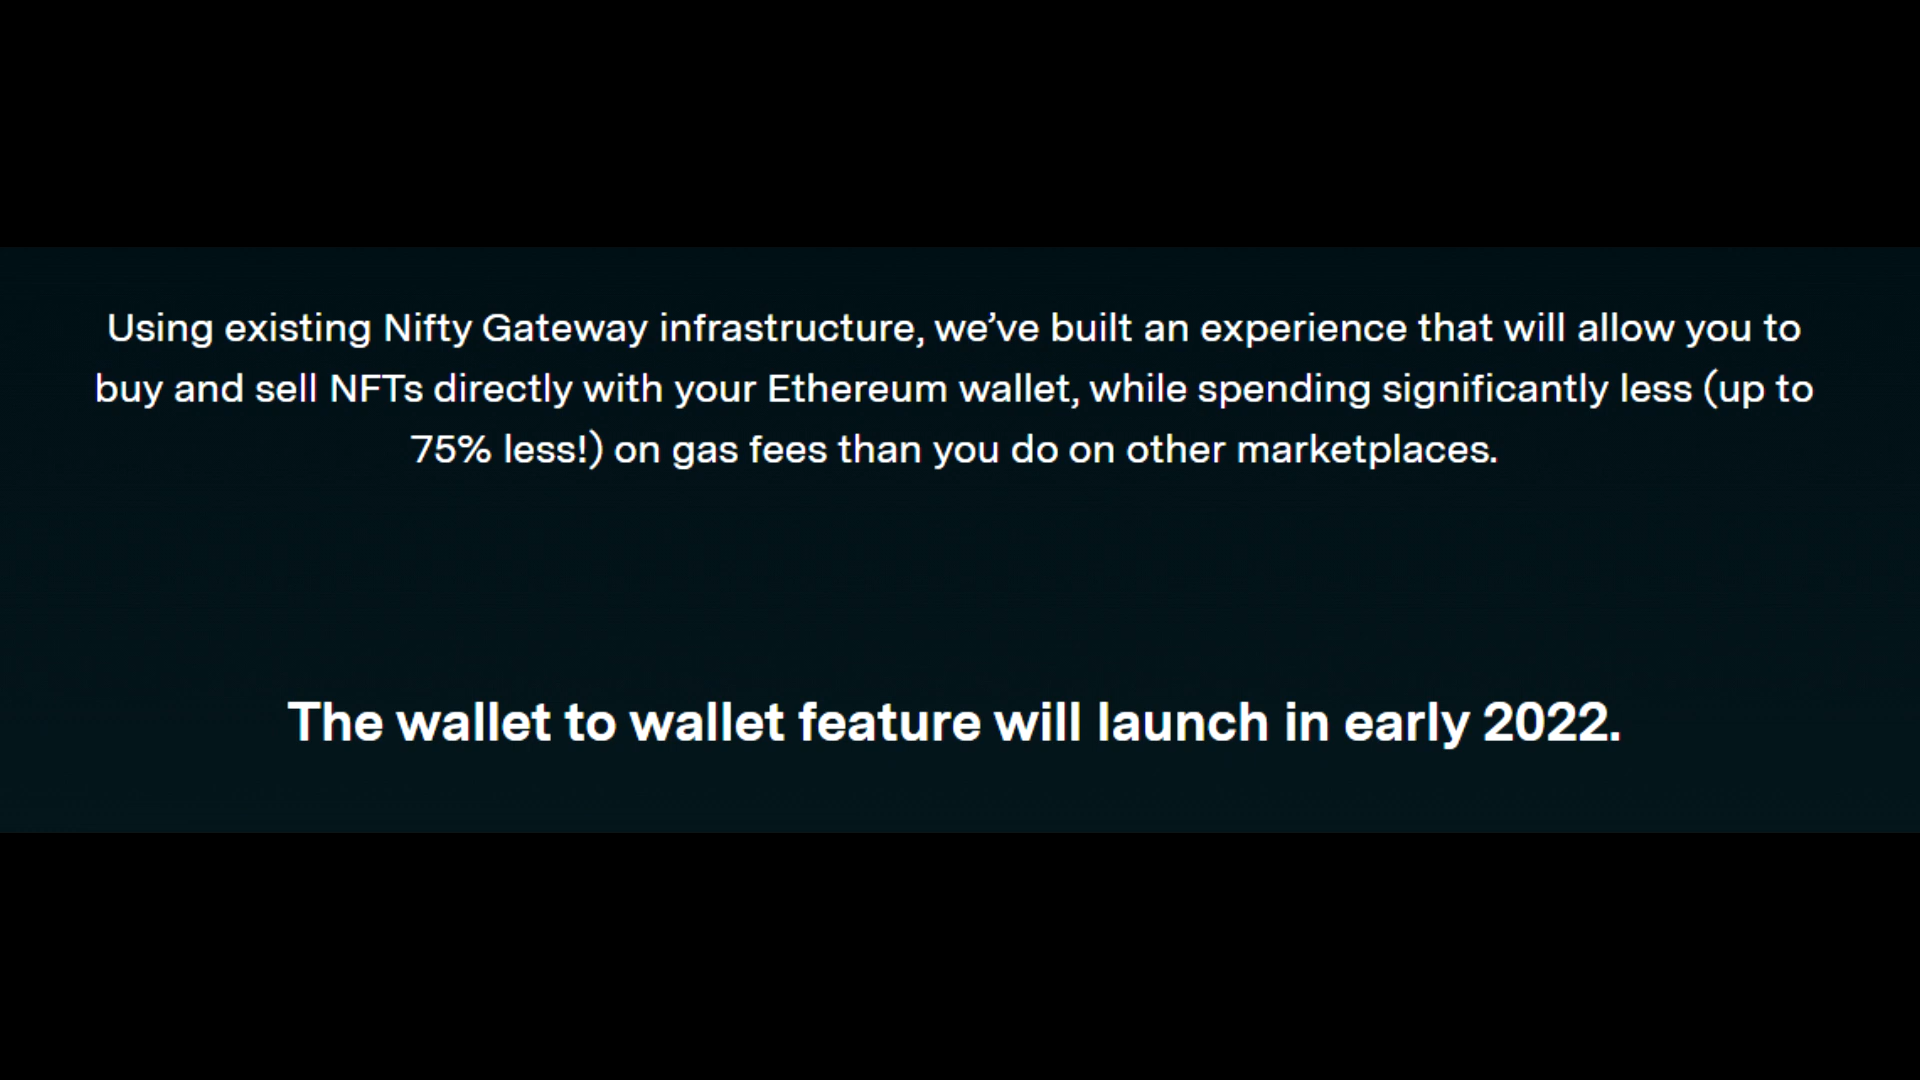 Using existing Nifty Gateway infrastructure, we’ve built an experience that will allow you to
buy and sell NFTs directly with your Ethereum wallet, while spending significantly less (up to
75% less!) on gas fees than you do on other marketplaces.
The wallet to wallet feature will launch in early 2022.